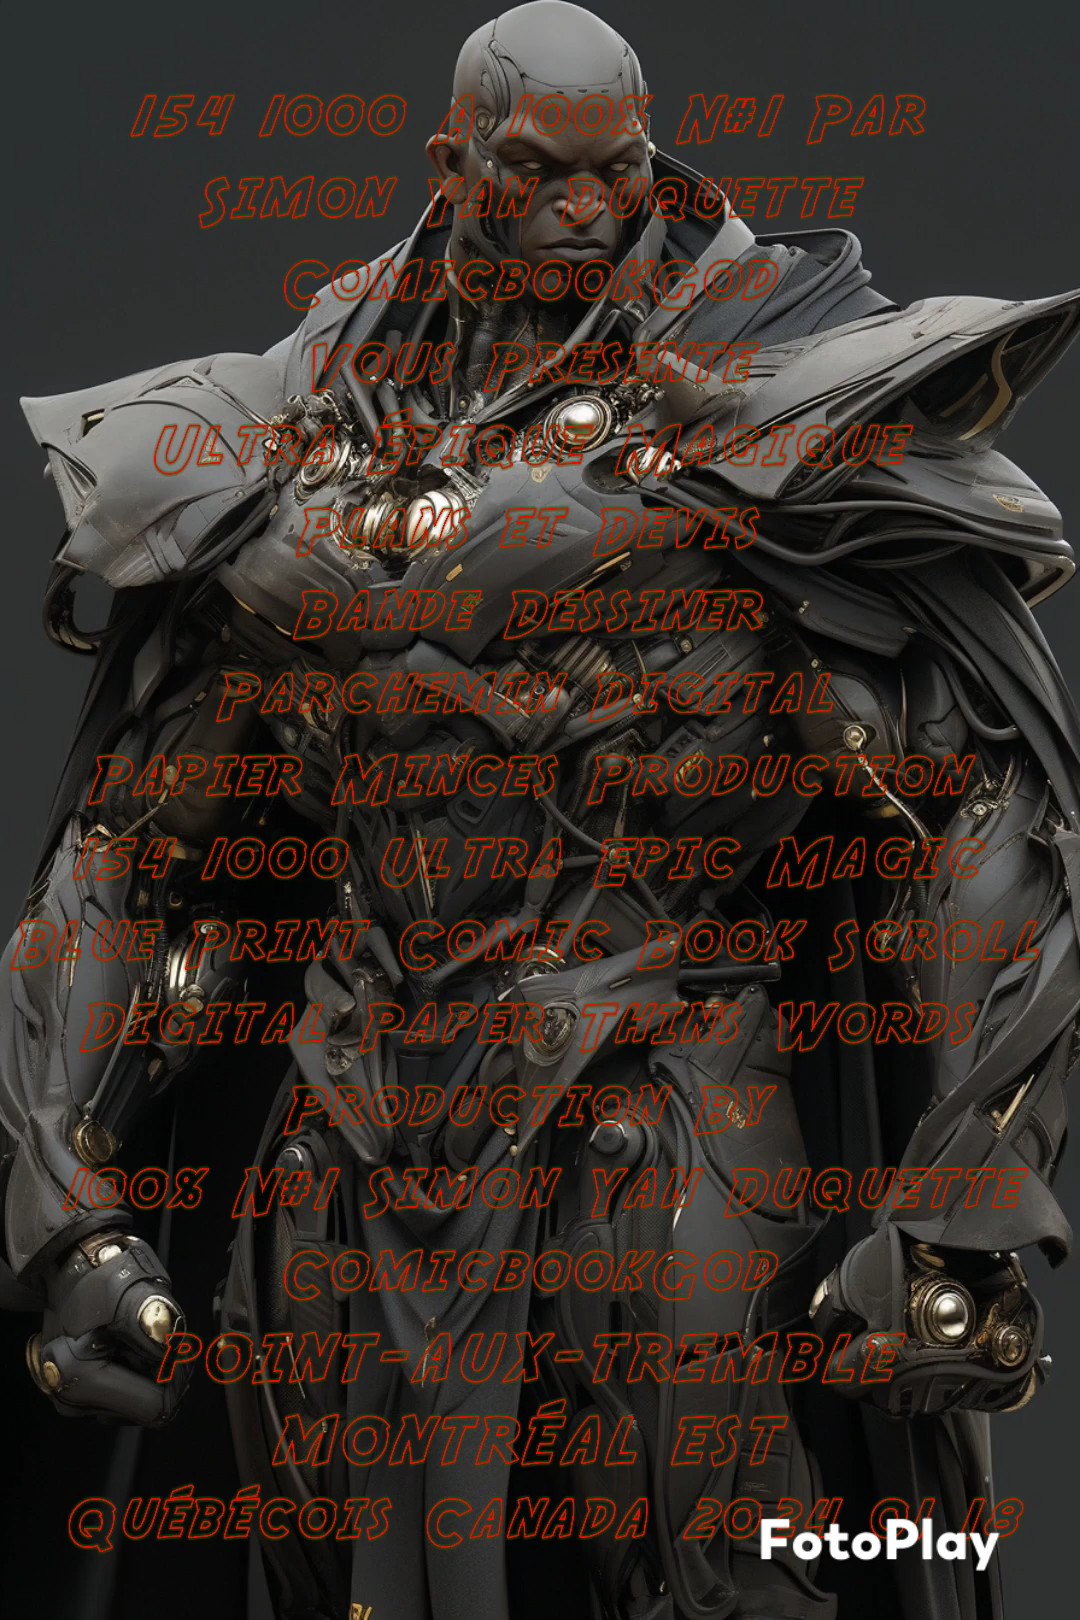 154 1000 A 100% N#1 Par
Simon Yan Duquette
ComicbookGod
Vous Presente
Ultra Épique Magique
Plans et Devis
Bande Dessiner
Parchemin Digital
Papier Minces Production
154 1000 Ultra Epic Magic
Blue Print Comic Book Scroll
Digital Paper Thins Words
Production By
100% N#1 Simon Yan Duquette
ComicbookGod
Point-aux-Tremble
Montréal Est
Québécois Canada 2024 01 18
FotoPlay